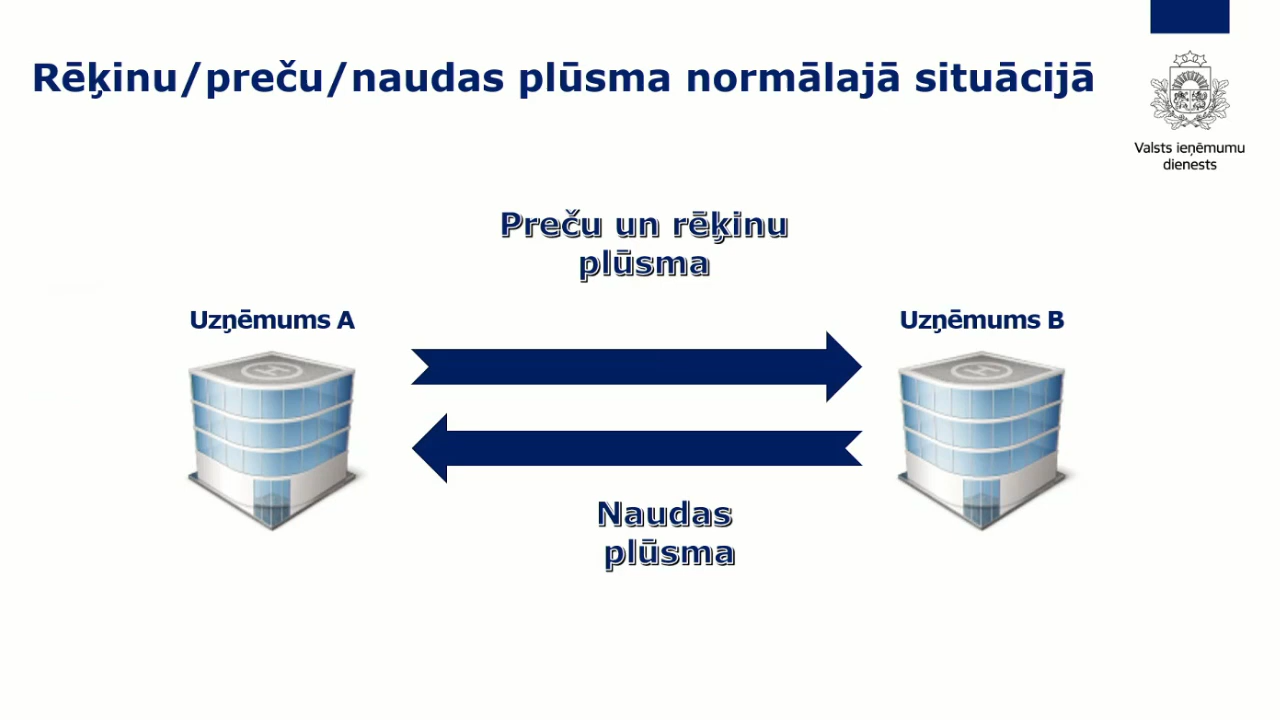 Rēķinu/preču/naudas plūsma normālajā situācijā
Valsts ieņēmumu
dienests
Preču un rēķinu
plūsma
Uzņēmums A
Uzņēmums B
H
H
Naudas
plūsma